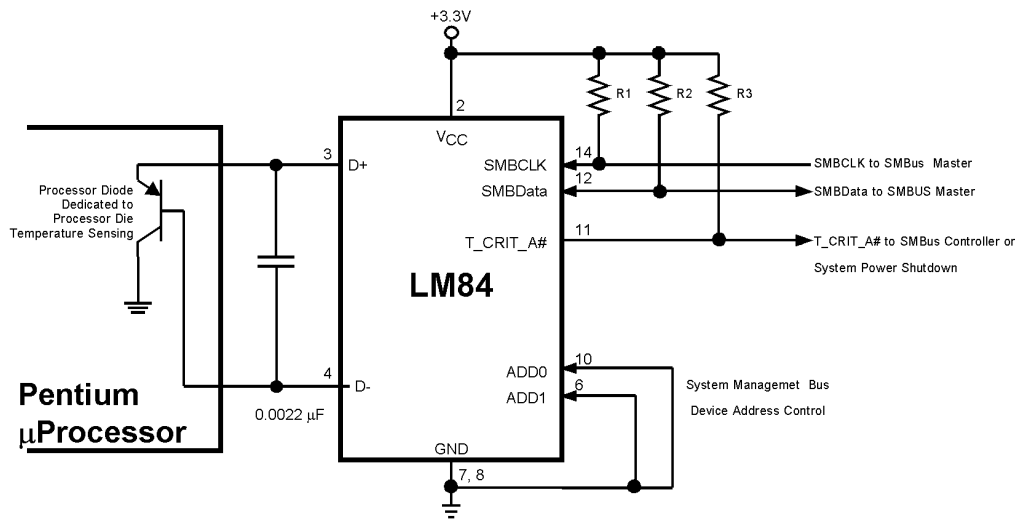 +3.3V
2
VCC
R1
R2
R3
3
D+
SMBCLK
14
SMBCLK to SMBus Master
SMBData
12
SMBData to SMBUS Master
Processor Diode
Dedicated to
Processor Die
Temperature Sensing
T_CRIT_A#
11
T_CRIT_A# to SMBus Controller or
System Power Shutdown
LM84
4
D-
0.0022 μF
ADD0
10
ADD1
6
System Managemet Bus
Device Address Control
Pentium
μProcessor
GND
7, 8